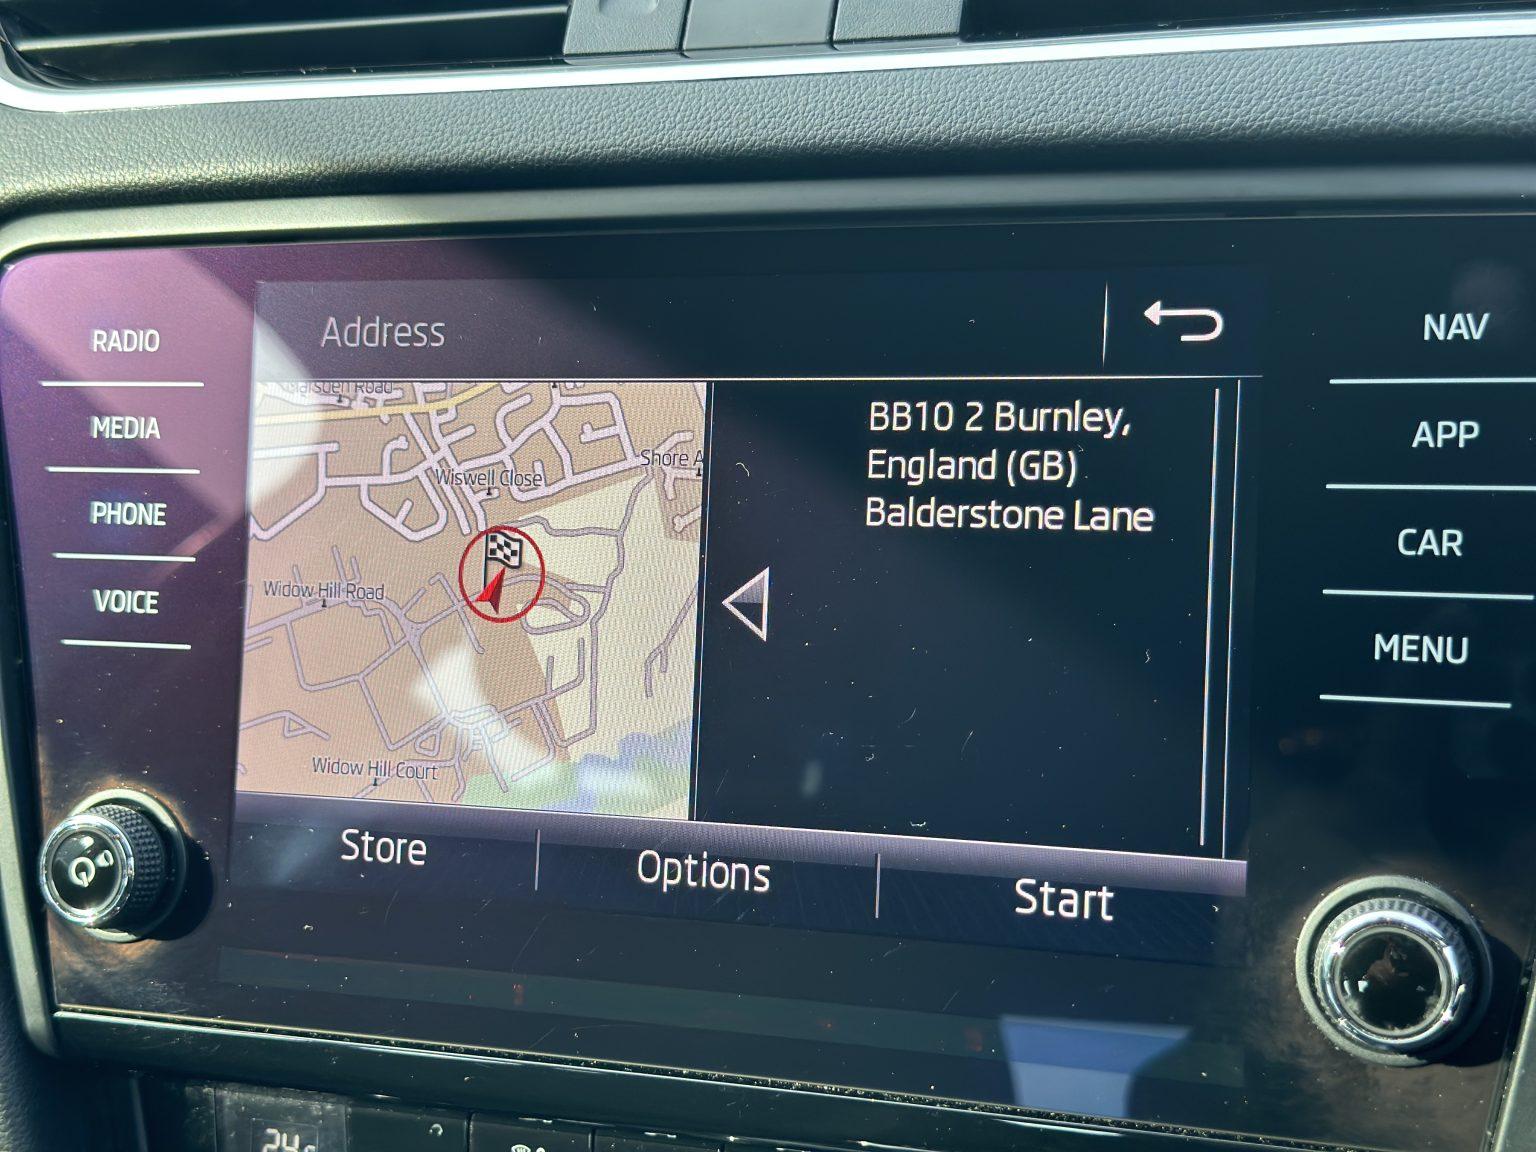 Address
RADIO
MEDIA
PHONE
VOICE
NAV
APP
CAR
MENU
Road
Wiswell Close
Shore A
Widow Hill Road
Widow Hill Court
BB10 2 Burnley,
England (GB)
Balderstone Lane
Store
Options
Start